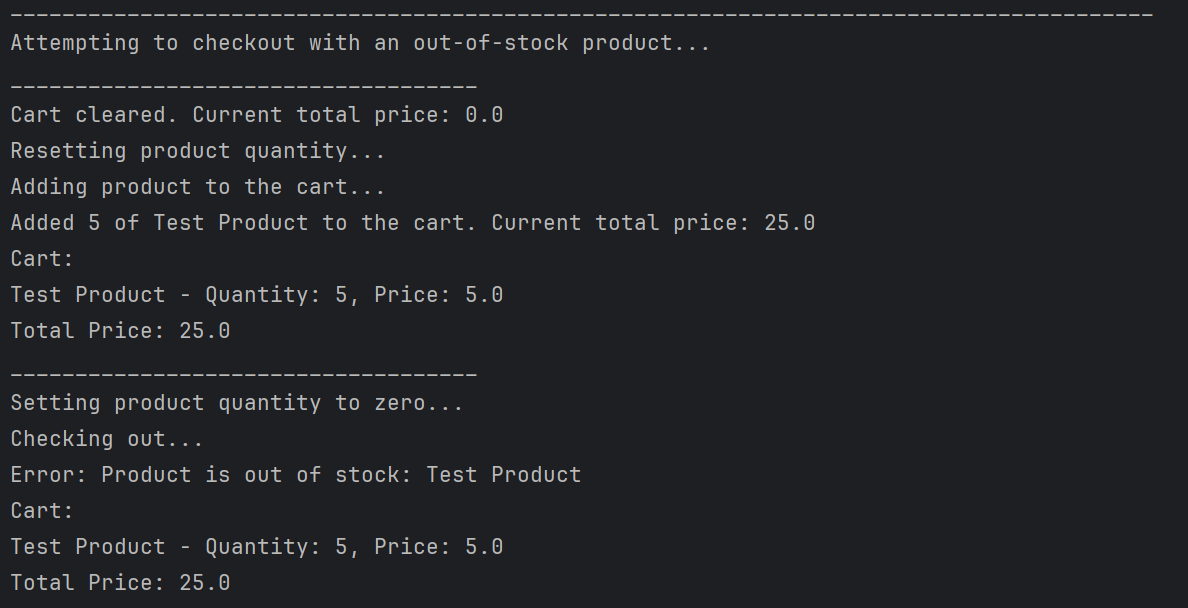 ________________________________________________________________________________________
Attempting to checkout with an out-of-stock product...
____________________________________
Cart cleared. Current total price: 0.0
Resetting product quantity...
Adding product to the cart...
Added 5 of Test Product to the cart. Current total price: 25.0
Cart:
Test Product - Quantity: 5, Price: 5.0
Total Price: 25.0
____________________________________
Setting product quantity to zero...
Checking out...
Error: Product is out of stock: Test Product
Cart:
Test Product - Quantity: 5, Price: 5.0
Total Price: 25.0